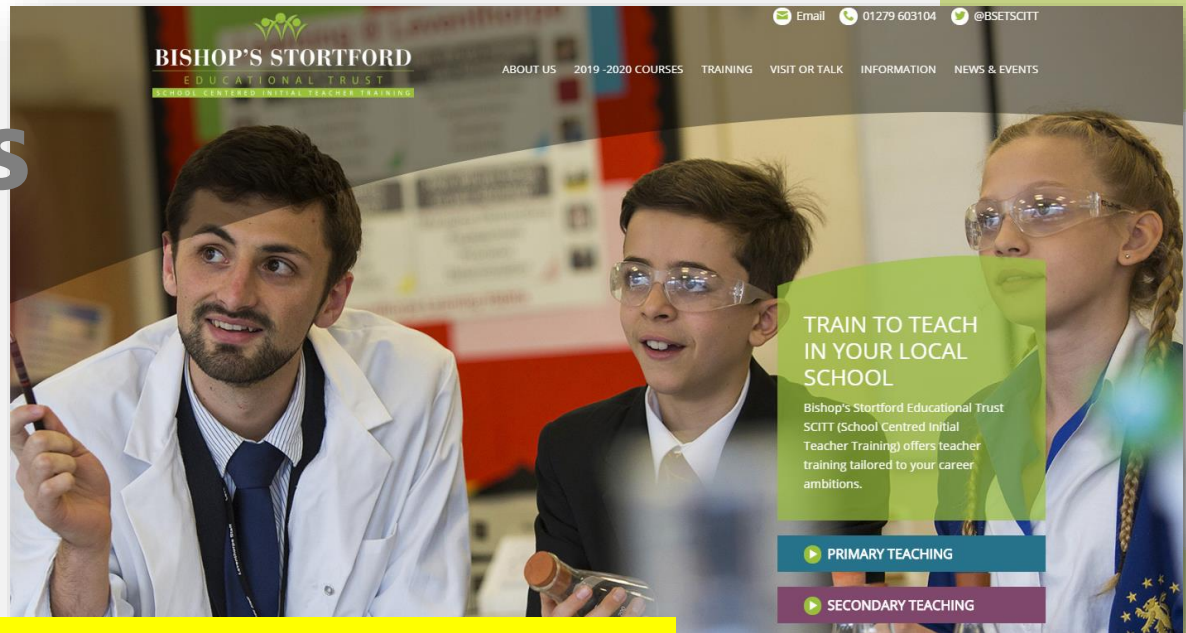 Email 01279 603104 @BSETSCITT
BISHOP'S STORTFORD
EDUCATIONAL TRUST
SCHOOL CENTERED INITIAL TEACHER TRAINING
ABOUT US 2019 -2020 COURSES TRAINING VISIT OR TALK INFORMATION NEWS & EVENTS
s
TRAIN TO TEACH
IN YOUR LOCAL
SCHOOL
Bishop's Stortford Educational Trust
SCITT (School Centred Initial
Teacher Training) offers teacher
training tailored to your career
ambitions.
PRIMARY TEACHING
SECONDARY TEACHING